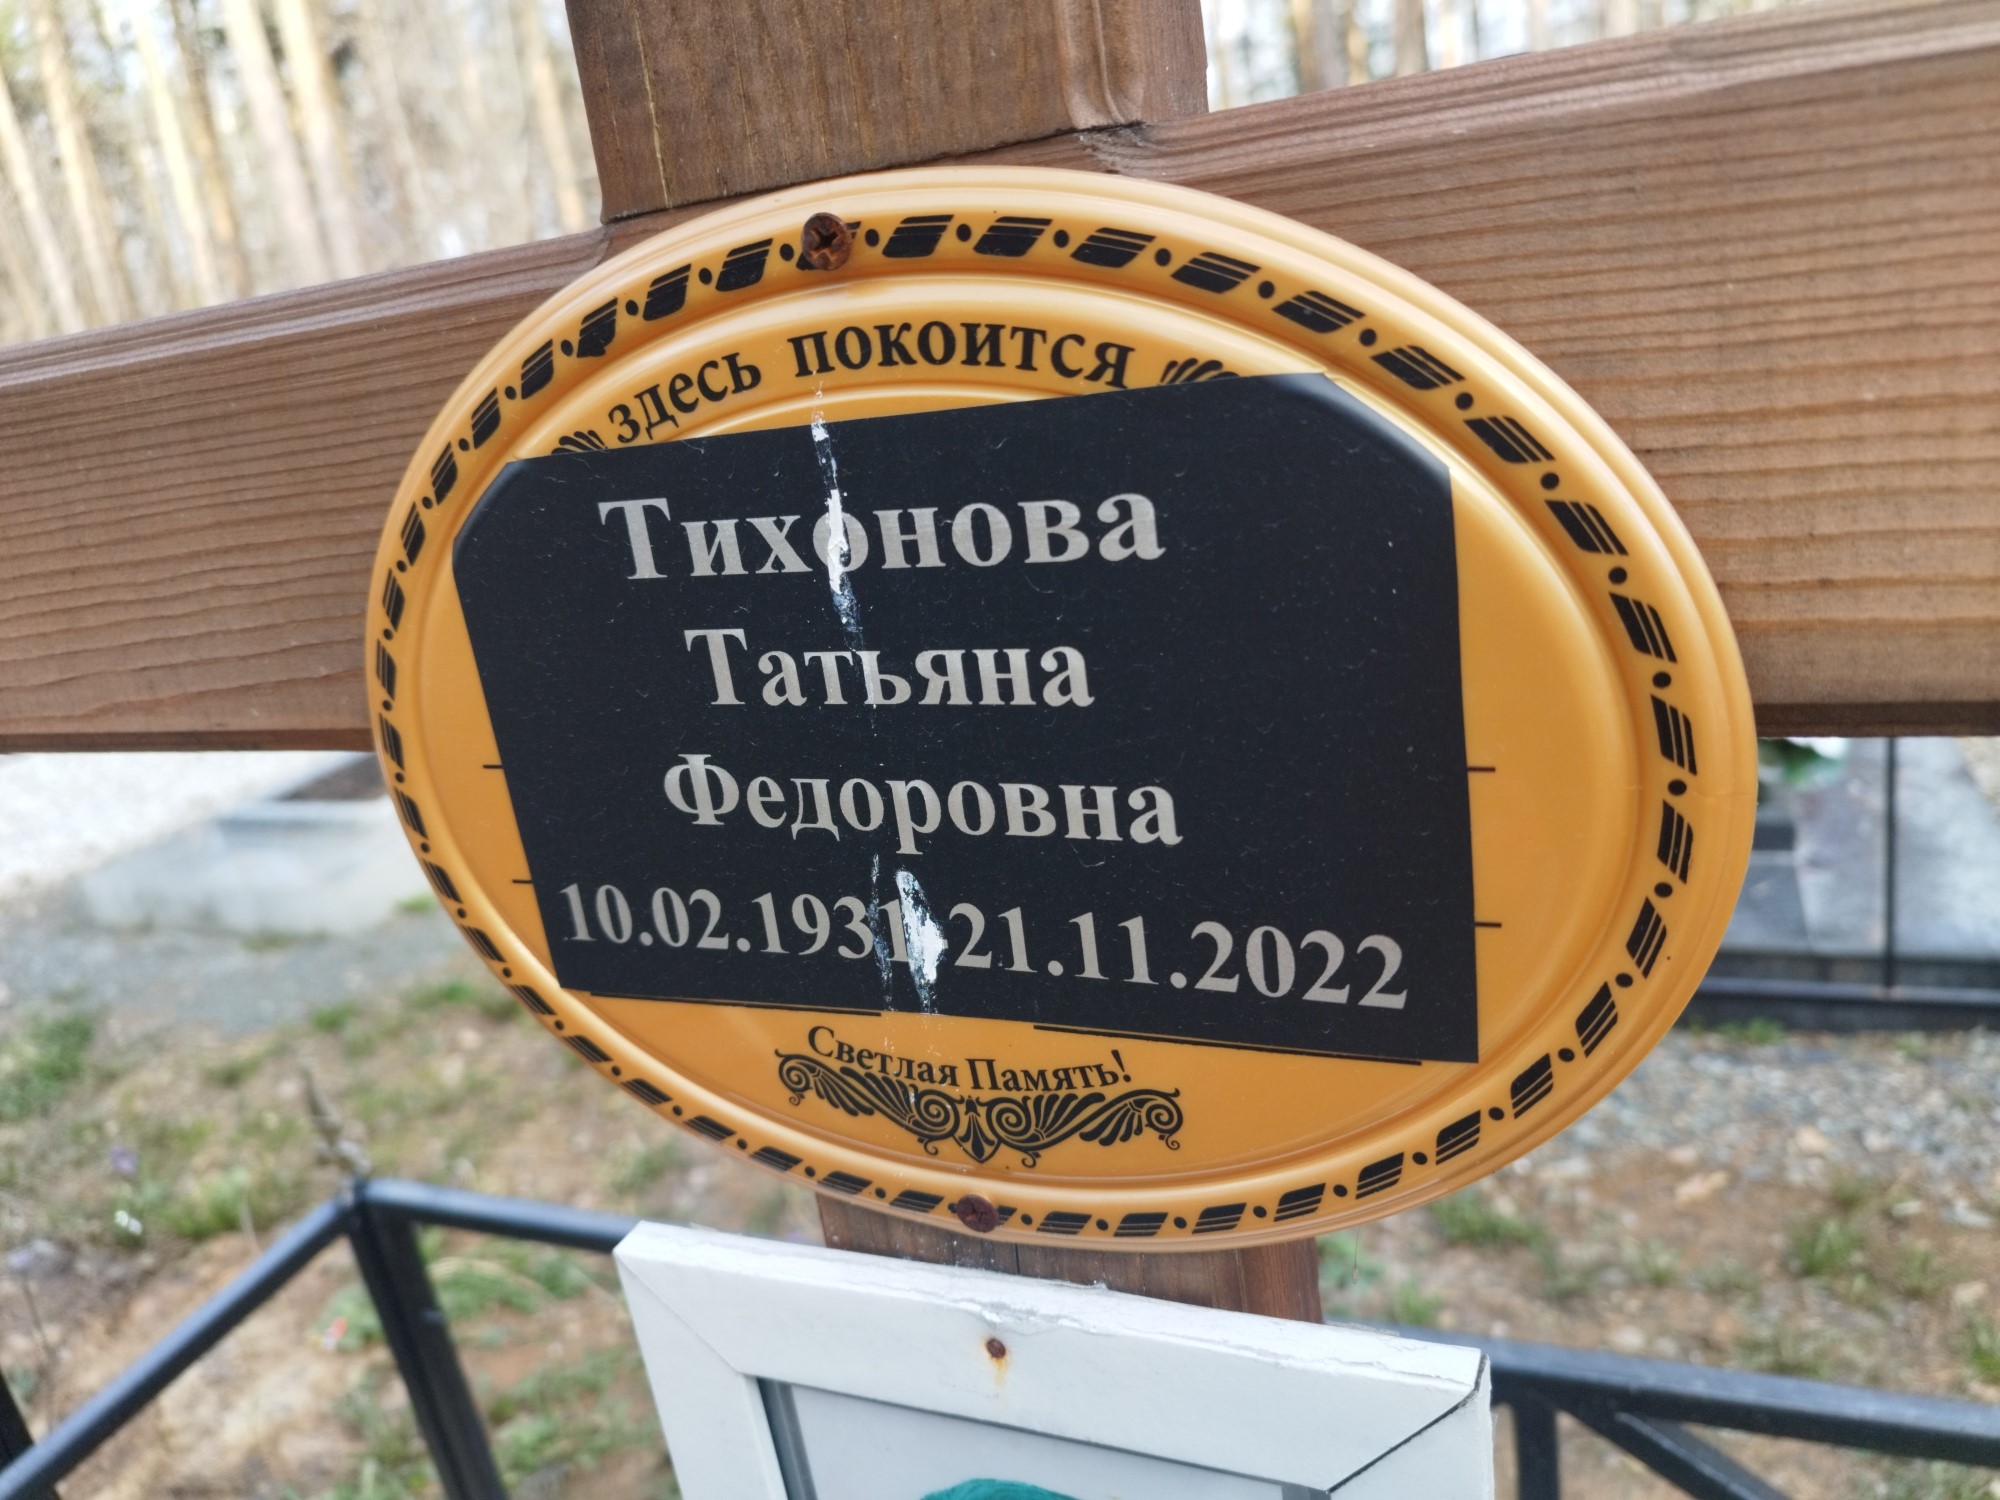 здесь покоится
Тихонова
Татьяна
Федоровна
10.02.1931 21.11.2022
Светлая Память!